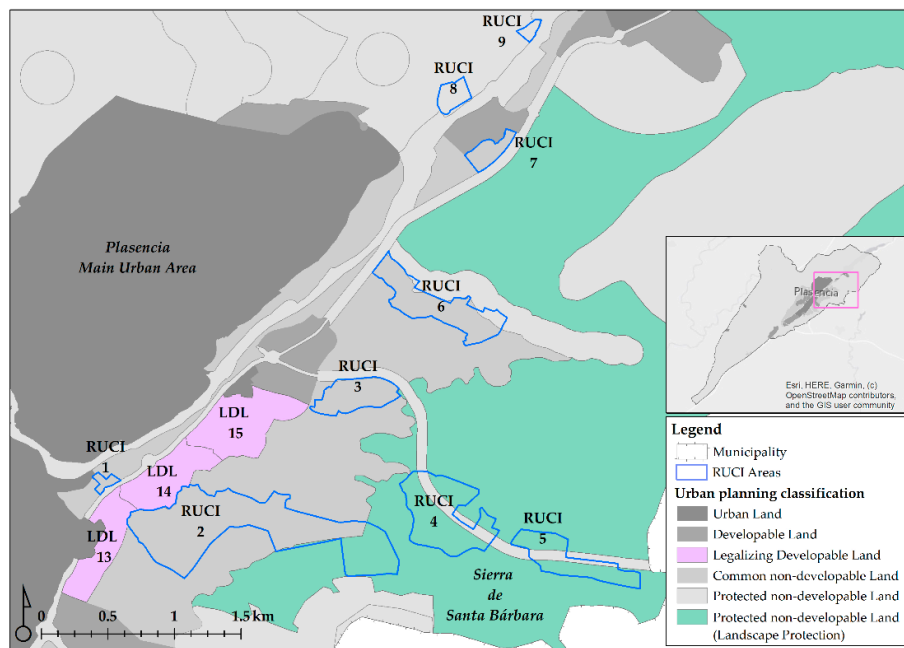 RUCI
9
RUCI
8
RUCI
7
Plasencia
Main Urban Area
RUCI
6
RUCI
3
LDL
15
RUCI
1
LDL
14
RUCI
2
LDL
13
RUCI
4
RUCI
5
Sierra
de
Santa Bárbara
0 0.5 1 1.5 km
Plasencia
Esri, HERE, Garmin, (c)
OpenStreetMap contributors,
and the GIS user community
Legend
Municipality
RUCI Areas
Urban planning classification
Urban Land
Developable Land
Legalizing Developable Land
Common non-developable Land
Protected non-developable Land
Protected non-developable Land
(Landscape Protection)